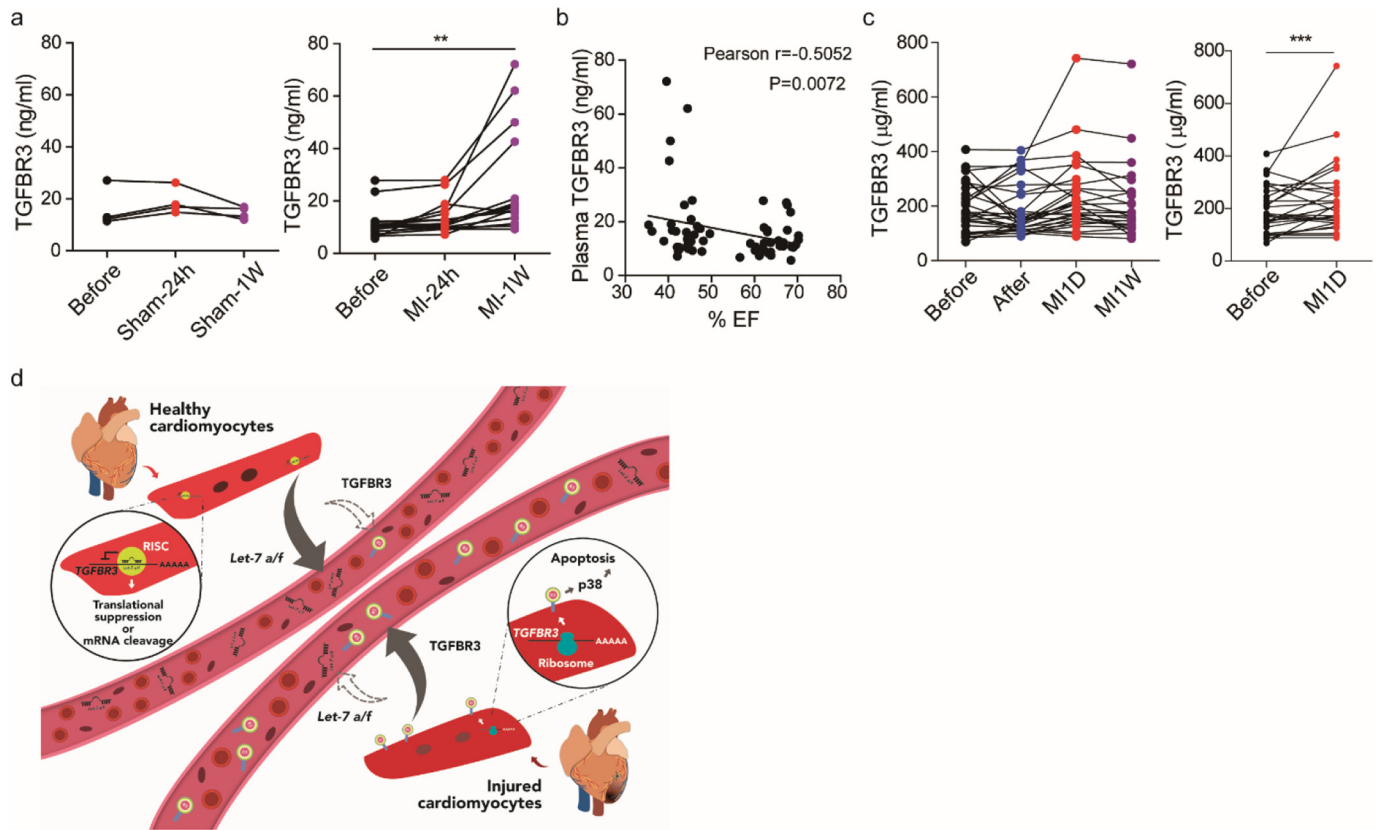 a
TGFBR3 (ng/ml)
80
60
40
20
0
Before
Sham-24h
Sham-1W
TGFBR3 (ng/ml)
80
60
40
20
0
**
Before
MI-24h
MI-1W
b
Plasma TGFBR3 (ng/ml)
80
60
40
20
0
Pearson r=-0.5052
P=0.0072
30 40 50 60 70 80
% EF
c
TGFBR3 (μg/ml)
800
600
400
200
0
Before
After
MI1D
MI1W
TGFBR3 ( μg/ml)
800
600
400
200
0
***
Before
MI1D
d
Healthy
cardiomyocytes
TGFBR3
Let-7 a/f
RISC
TGFBR3
Let-7 a/f
AAAAA
Translational
suppression
or
mRNA cleavage
Apoptosis
p38
TGFBR3
AAAAA
Ribosome
TGFBR3
Let-7 a/f
AAAAA
Injured
cardiomyocytes